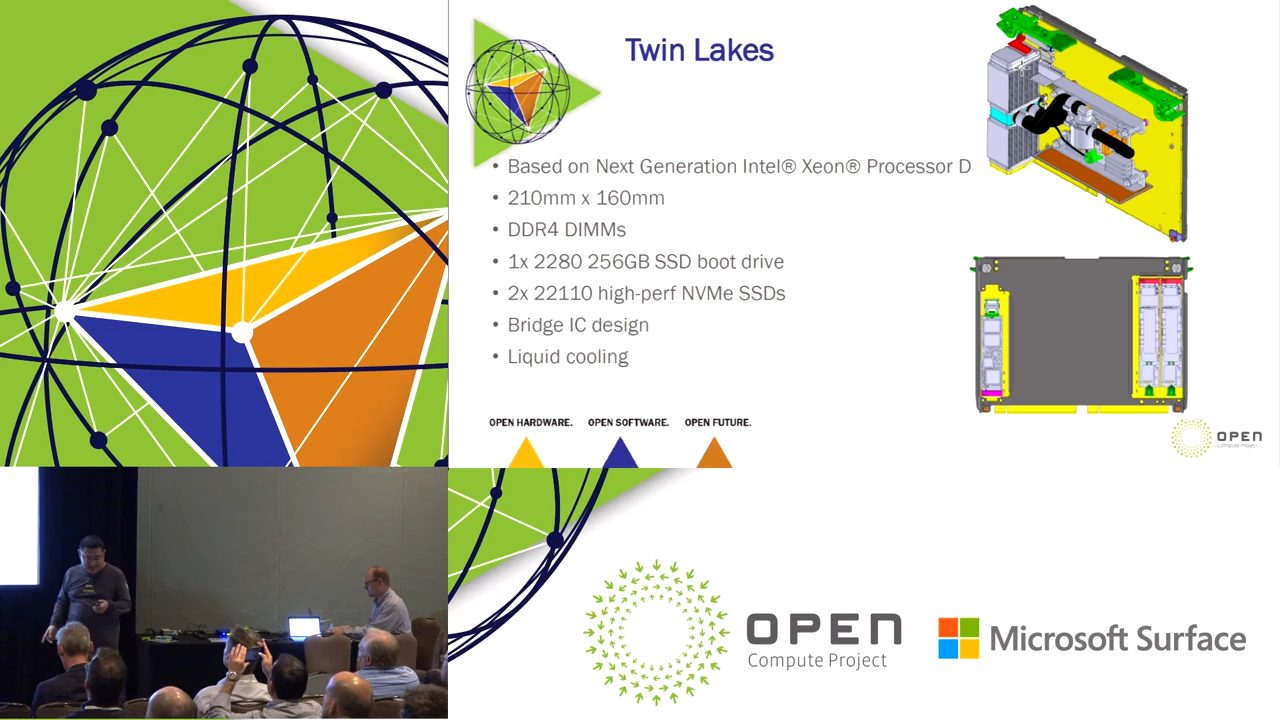 Twin Lakes
• Based on Next Generation Intel® Xeon® Processor D
• 210mm x 160mm
• DDR4 DIMMs
• 1x 2280 256GB SSD boot drive
• 2x 22110 high-perf NVMe SSDs
• Bridge IC design
• Liquid cooling
OPEN HARDWARE. OPEN SOFTWARE. OPEN FUTURE.
OPEN
Compute Project
OPEN
Compute Project
Microsoft Surface